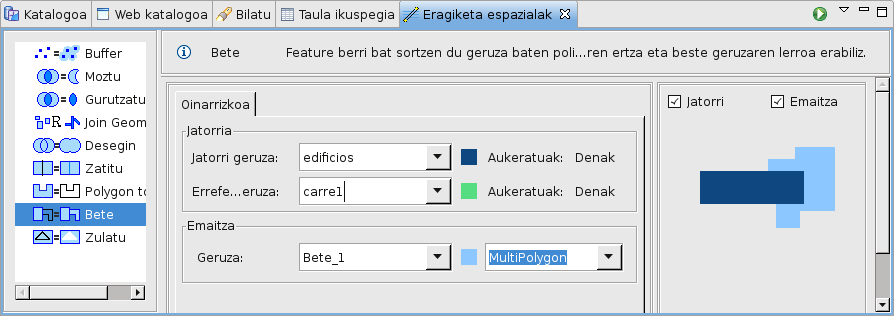 Katalogoa Web katalogoa Bilatu Taula ikuspegia Eragiketa espazialak
Buffer
Moztu
Gurutzatu
Join Geom
Desegin
Zatitu
Polygon to
Bete
Zulatu
Bete Feature berri bat sortzen du geruza baten poli...ren ertza eta beste geruzaren lerroa erabiliz.
Oinarrizkoa
Jatorria
Jatorri geruza: edificios Aukeratuak: Denak
Errefe...eruza: carre1 Aukeratuak: Denak
Emaitza
Geruza: Bete_1 MultiPolygon
Jatorri Emaitza